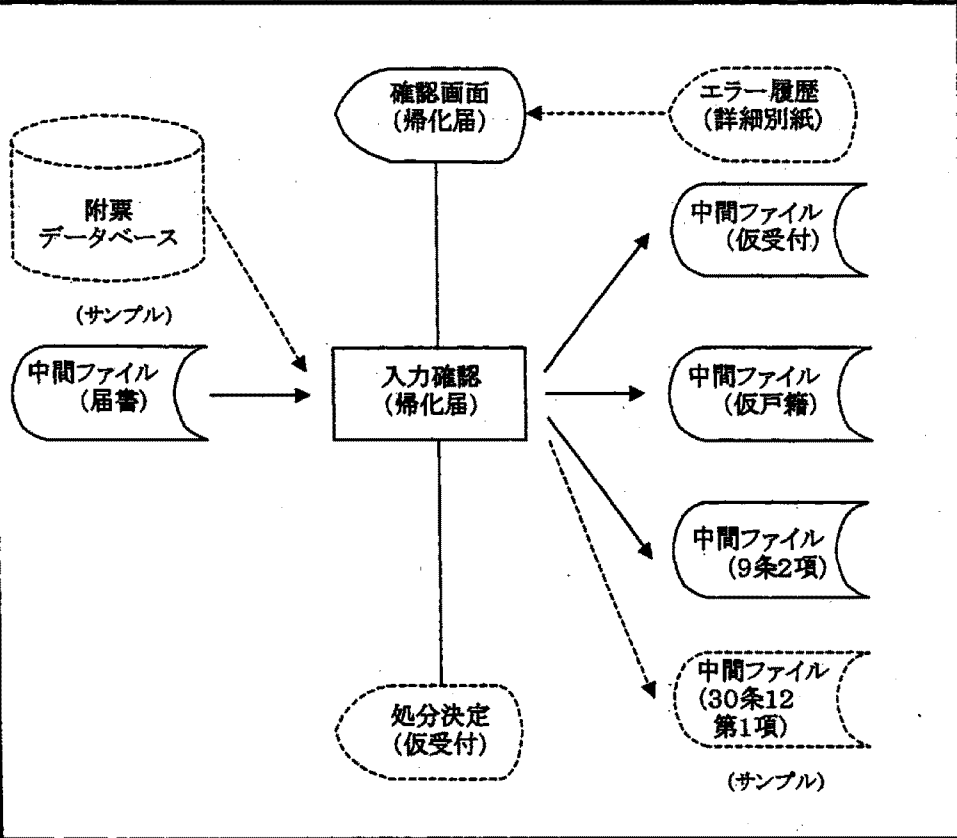 確認画面
(帰化届)
エラー履歴
(詳細別紙)
附票
データベース
(サンプル)
中間ファイル
(仮受付)
中間ファイル
(届書)
入力確認
(帰化届)
中間ファイル
(仮戸籍)
中間ファイル
(9条2項)
処分決定
(仮受付)
中間ファイル
(30条12
第1項)
(サンプル)